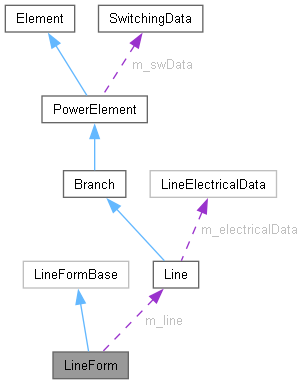 Element
SwitchingData
m_swData
PowerElement
Branch
LineElectricalData
m_electricalData
LineFormBase
Line
m_line
LineForm